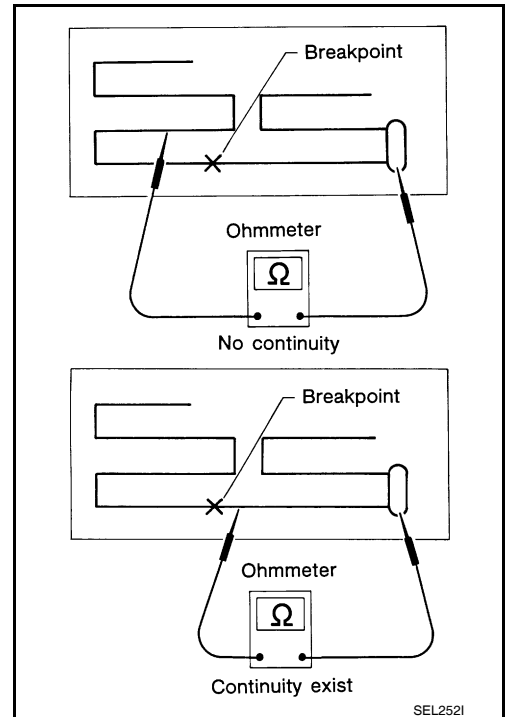 Breakpoint
Ohmmeter
Ω
No continuity
Breakpoint
Ohmmeter
Ω
Continuity exist
SEL252I